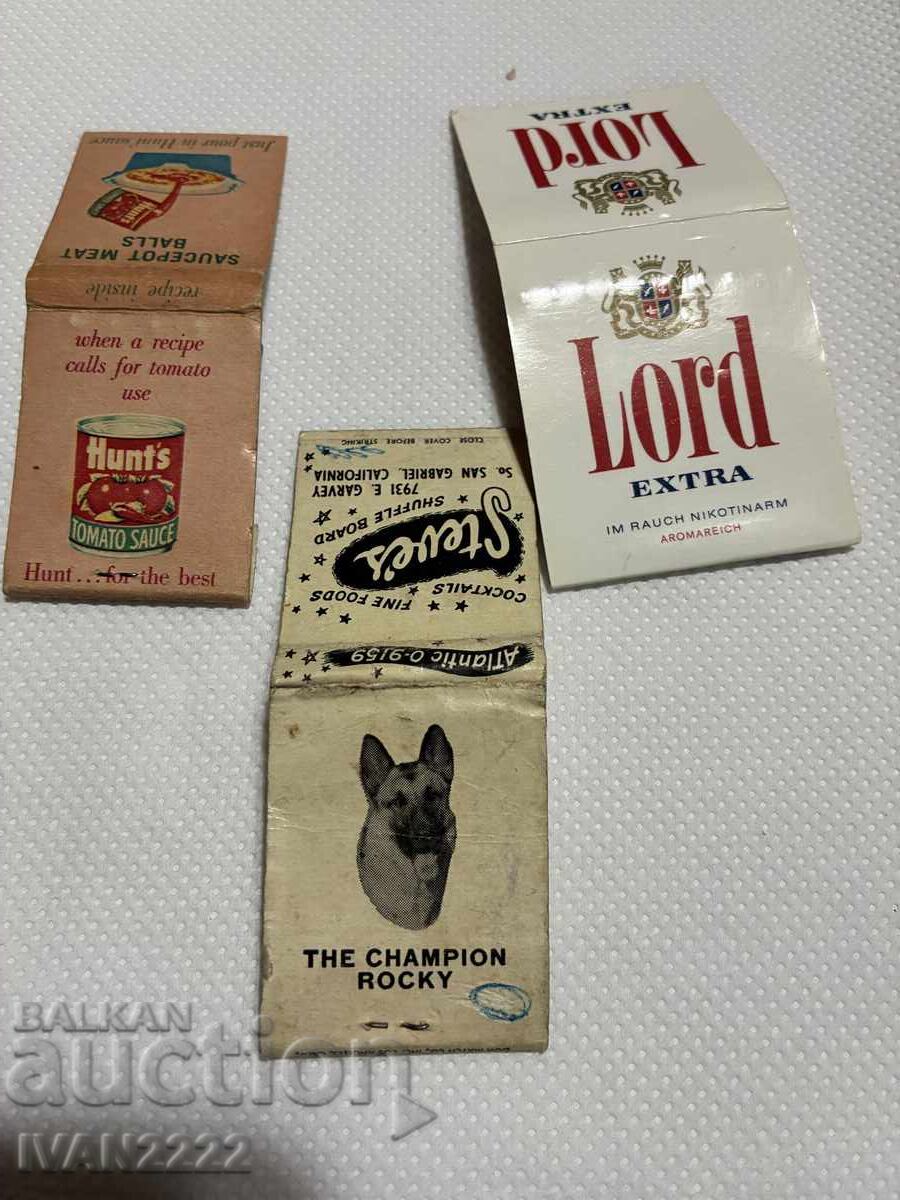 Just pour in Hunt sauce
Hunt's
SAUCEPOT MEAT
BALLS
recipe inside
when a recipe
calls for tomato
use
Hunt's
TOMATO SAUCE
Hunt...for the best
Lord
EXTRA
Lord
EXTRA
IM RAUCH NIKOTINARM
AROMAREICH
CLOSE COVER BEFORE STRIKING
So. SAN GABRIEL, CALIFORNIA
7931 E. GARVEY
SHUFFLE BOARD
Steve's
COCKTAILS
FINE FOODS
ATlantic 0-9159
THE CHAMPION
ROCKY
BALKAN
auction
IVAN2222